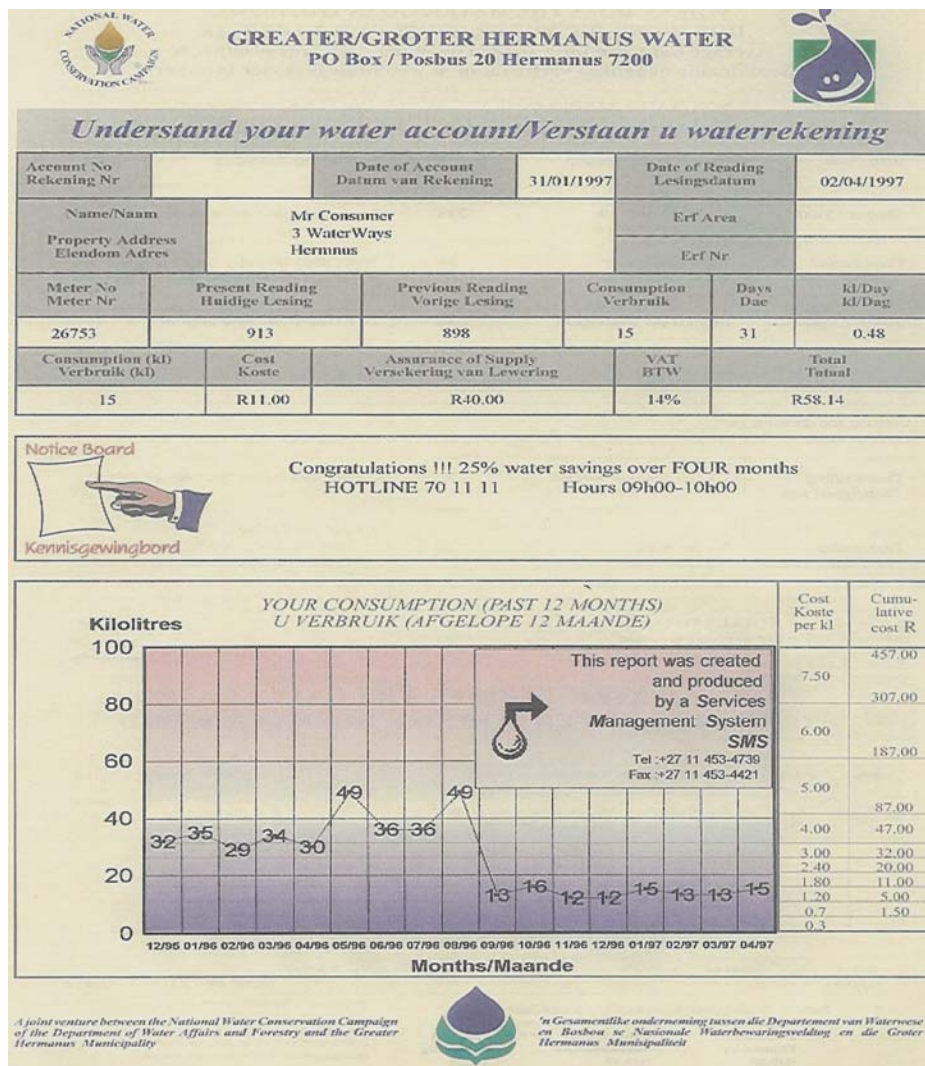 NATIONAL WATER
CONSERVATION CAMPAIGN
GREATER/GROTER HERMANUS WATER
PO Box / Posbus 20 Hermanus 7200
Understand your water account/Verstaan u waterrekening
Account No
Rekening Nr
Date of Account
Datum van Rekening
31/01/1997
Date of Reading
Lesingsdatum
02/04/1997
Name/Naam
Property Address
Eiendom Adres
Mr Consumer
3 WaterWays
Hermnus
Erf Area
Erf Nr
Meter No
Meter Nr
Present Reading
Huidige Lesing
Previous Reading
Vorige Lesing
Consumption
Verbruik
Days
Dae
kl/Day
kl/Dag
26753 913 898 15 31 0.48
Consumption (kl)
Verbruik (kl)
Cost
Koste
Assurance of Supply
Versekering van Lewering
VAT
BTW
Total
Totaal
15 R11.00 R40.00 14% R58.14
Notice Board
Kennisgewingbord
Congratulations !!! 25% water savings over FOUR months
HOTLINE 70 11 11 Hours 09h00-10h00
YOUR CONSUMPTION (PAST 12 MONTHS)
U VERBRUIK (AFGELOPE 12 MAANDE)
Kilolitres
100
80
60
40
20
0
32 35 29 34 30 49 36 36 49 13 16 12 12 15 13 13 15
12/95 01/96 02/96 03/96 04/96 05/96 06/96 07/96 08/96 09/96 10/96 11/96 12/96 01/97 02/97 03/97 04/97
Months/Maande
This report was created
and produced
by a Services
Management System
SMS
Tel :+27 11 453-4739
Fax :+27 11 453-4421
Cost
Koste
per kl
7.50
6.00
5.00
4.00
3.00
2.40
1.80
1.20
0.7
0.3
Cumu-
lative
cost R
457.00
307.00
187.00
87.00
47.00
32.00
20.00
11.00
5.00
1.50
A joint venture between the National Water Conservation Campaign
of the Department of Water Affairs and Forestry and the Greater
Hermanus Municipality
'n Gesamentlike onderneming tussen die Departement van Waterwese
en Bosbou se Nasionale Waterbewaringsveldtog en die Groter
Hermanus Munisipaliteit